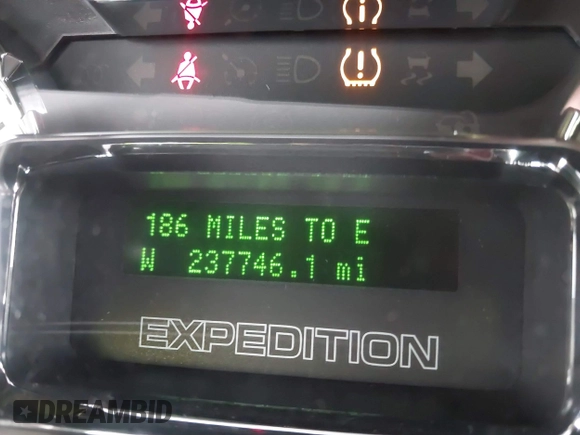 186 MILES TO E
W 237746.1 mi
EXPEDITION
DREAMBID